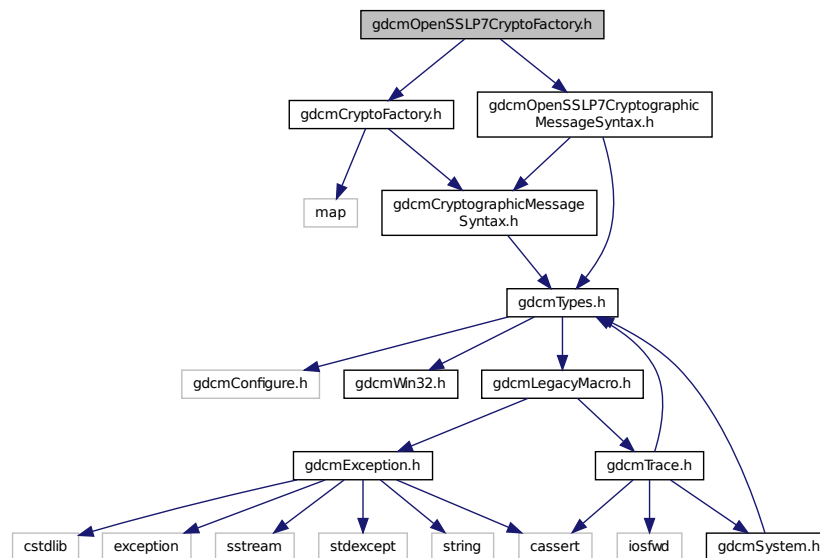 gdcmOpenSSLP7CryptoFactory.h
gdcmCryptoFactory.h
gdcmOpenSSLP7Cryptographic
MessageSyntax.h
map
gdcmCryptographicMessage
Syntax.h
gdcmTypes.h
gdcmConfigure.h
gdcmWin32.h
gdcmLegacyMacro.h
gdcmException.h
gdcmTrace.h
cstdlib
exception
sstream
stdexcept
string
cassert
iosfwd
gdcmSystem.h